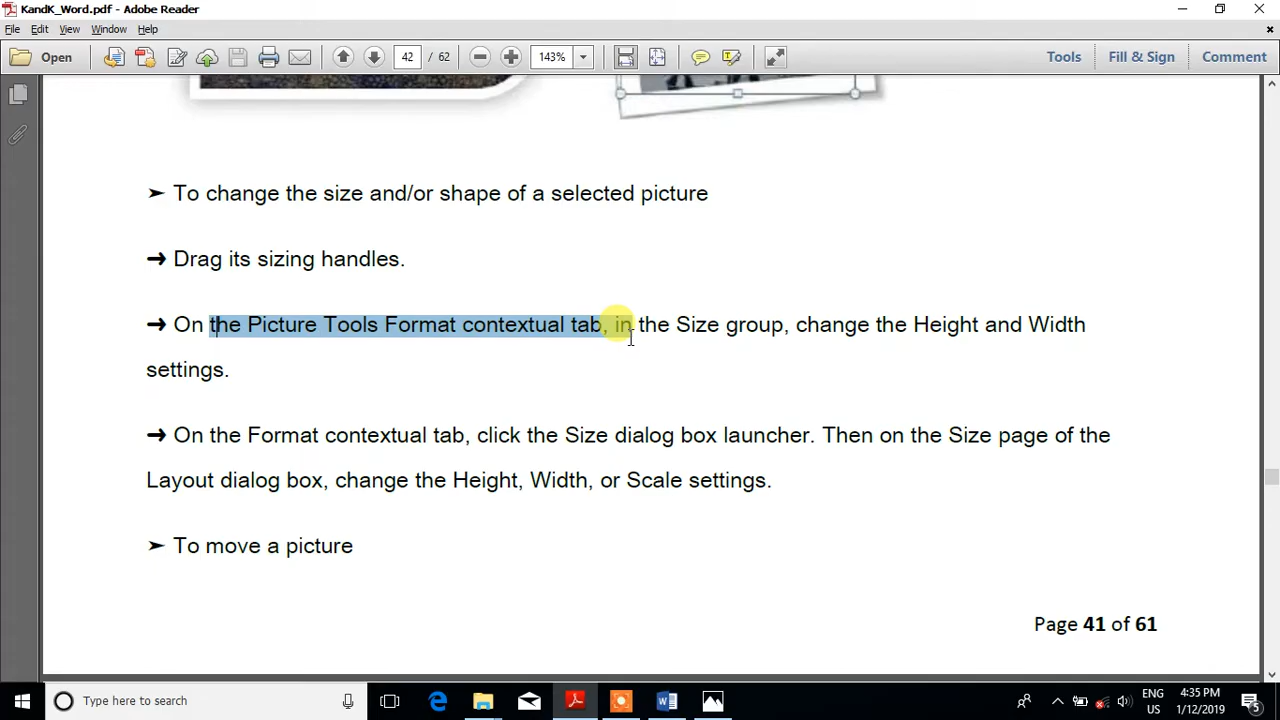 KandK_Word.pdf - Adobe Reader
File Edit View Window Help
Open 42 / 62 143% Tools Fill & Sign Comment
➤ To change the size and/or shape of a selected picture
➔ Drag its sizing handles.
➔ On the Picture Tools Format contextual tab, in the Size group, change the Height and Width
settings.
➔ On the Format contextual tab, click the Size dialog box launcher. Then on the Size page of the
Layout dialog box, change the Height, Width, or Scale settings.
➤ To move a picture
Page 41 of 61
Type here to search
ENG
US
4:35 PM
1/12/2019
5